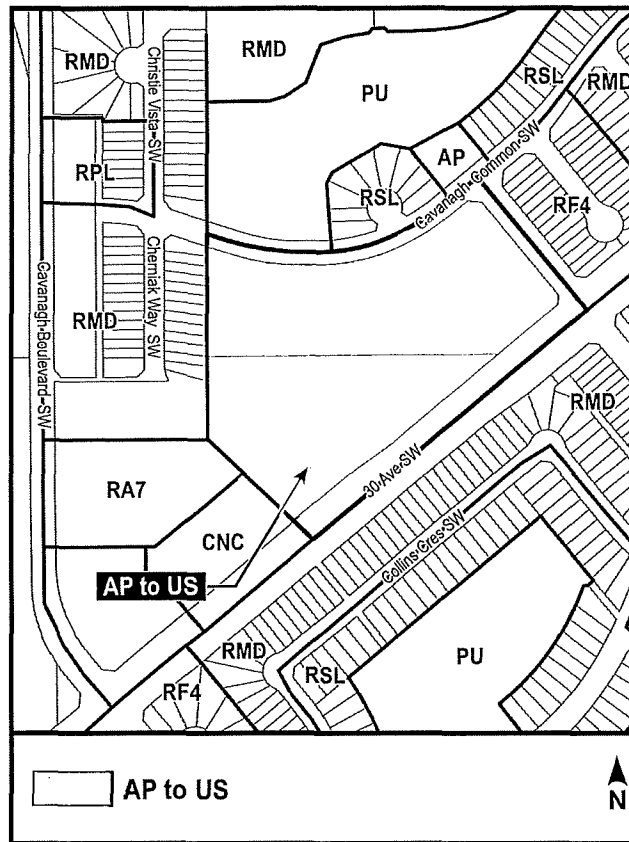 RMD
RMD
Christie Vista SW
PU
RSL
RMD
RPL
AP
RSL
Cavanagh Common SW
RF4
Cherniak Way SW
Cavanagh Boulevard SW
RMD
RMD
RA7
30 Ave SW
CNC
Collins Cres SW
AP to US
RMD
RSL
PU
RF4
AP to US
N